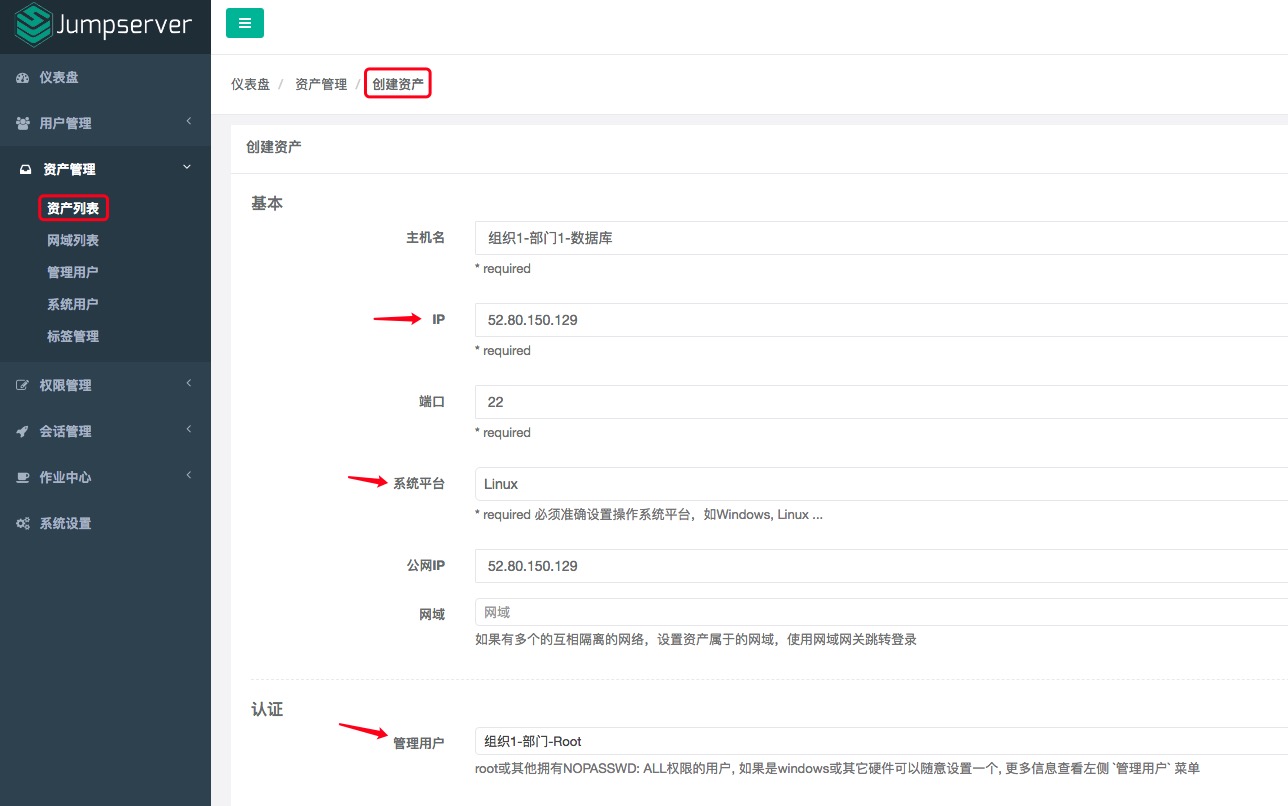 Jumpserver
仪表盘
用户管理
资产管理
资产列表
网域列表
管理用户
系统用户
标签管理
权限管理
会话管理
作业中心
系统设置
仪表盘 / 资产管理 / 创建资产
创建资产
基本
主机名 组织1-部门1-数据库
* required
IP 52.80.150.129
* required
端口 22
* required
系统平台 Linux
* required 必须准确设置操作系统平台，如Windows, Linux ...
公网IP 52.80.150.129
网域 网域
如果有多个的互相隔离的网络，设置资产属于的网域，使用网域网关跳转登录
认证
管理用户 组织1-部门-Root
root或其他拥有NOPASSWD: ALL权限的用户, 如果是windows或其它硬件可以随意设置一个, 更多信息查看左侧 `管理用户` 菜单